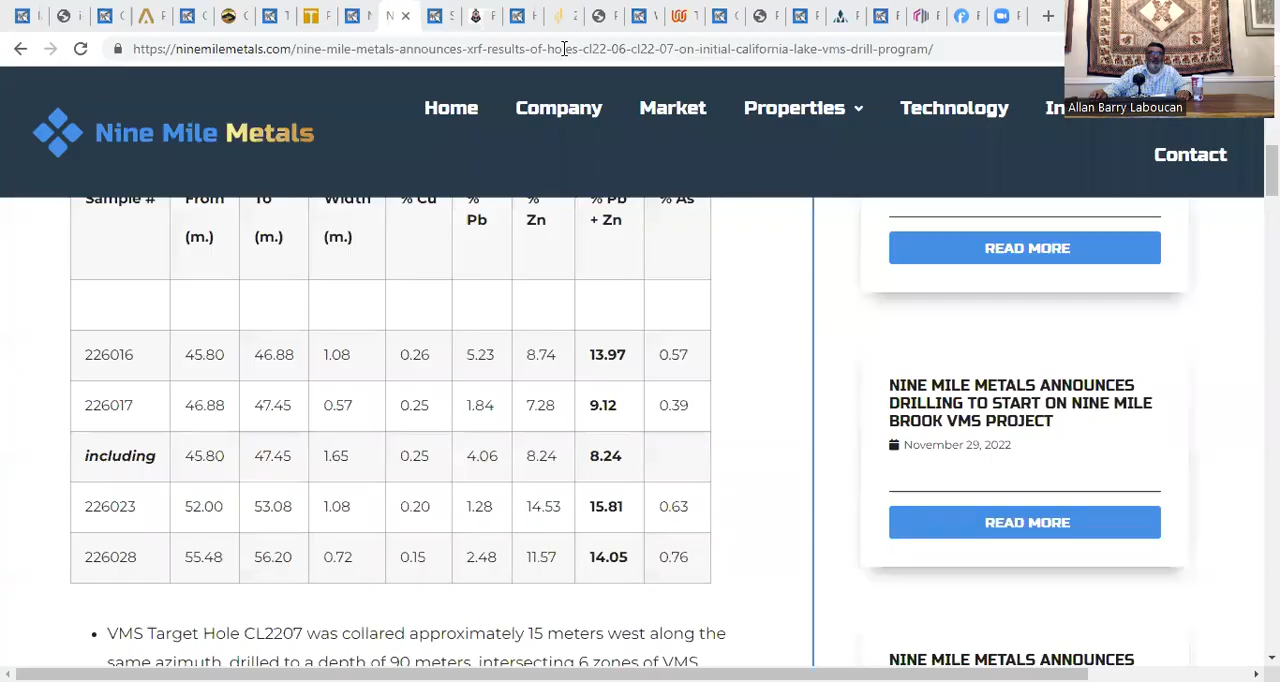 https://ninemilemetals.com/nine-mile-metals-announces-xrf-results-of-holes-cl22-06-cl22-07-on-initial-california-lake-vms-drill-program/
Allan Barry Laboucan
Nine Mile Metals
Home Company Market Properties Technology
Contact
Sample # From (m.) To (m.) Width (m.) % Cu % Pb % Zn % Pb + Zn % As
226016 45.80 46.88 1.08 0.26 5.23 8.74 13.97 0.57
226017 46.88 47.45 0.57 0.25 1.84 7.28 9.12 0.39
including 45.80 47.45 1.65 0.25 4.06 8.24 8.24
226023 52.00 53.08 1.08 0.20 1.28 14.53 15.81 0.63
226028 55.48 56.20 0.72 0.15 2.48 11.57 14.05 0.76
• VMS Target Hole CL2207 was collared approximately 15 meters west along the
same azimuth, drilled to a depth of 90 meters, intersecting 6 zones of VMS
READ MORE
NINE MILE METALS ANNOUNCES
DRILLING TO START ON NINE MILE
BROOK VMS PROJECT
November 29, 2022
READ MORE
NINE MILE METALS ANNOUNCES